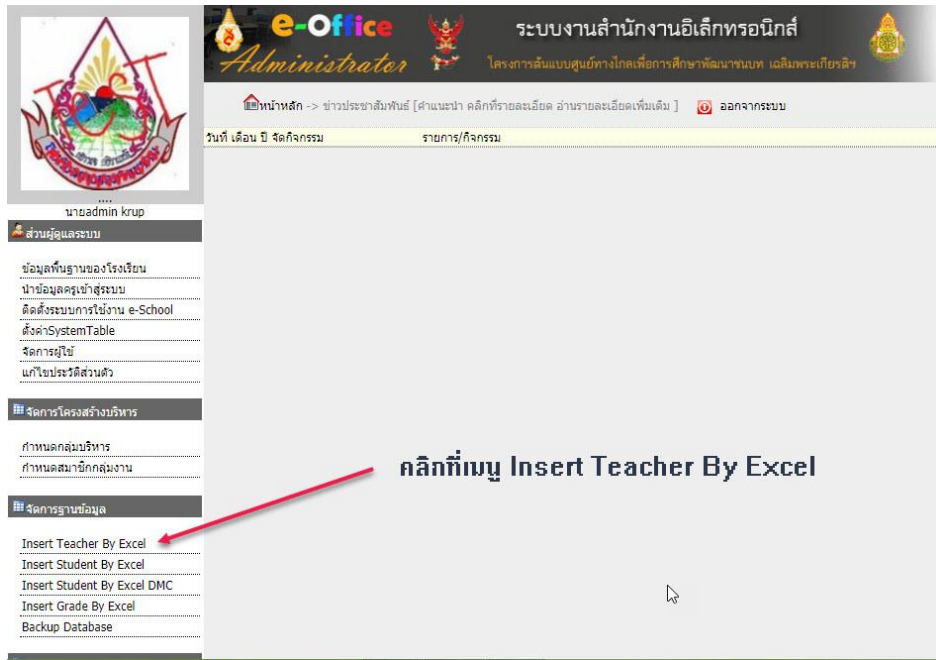 e-Office
Administrator
ระบบงานสำนักงานอิเล็กทรอนิกส์
โครงการต้นแบบศูนย์ทางไกลเพื่อการศึกษาพัฒนาชนบท เฉลิมพระเกียรติฯ
หน้าหลัก -> ข่าวประชาสัมพันธ์ [คำแนะนำ คลิกที่รายละเอียด อ่านรายละเอียดเพิ่มเติม ] ออกจากระบบ
วันที่ เดือน ปี จัดกิจกรรม รายการ/กิจกรรม
....
นายadmin krup
ส่วนผู้ดูแลระบบ
ข้อมูลพื้นฐานของโรงเรียน
นำข้อมูลครูเข้าสู่ระบบ
ติดตั้งระบบการใช้งาน e-School
ตั้งค่าSystemTable
จัดการผู้ใช้
แก้ไขประวัติส่วนตัว
จัดการโครงสร้างบริหาร
กำหนดกลุ่มบริหาร
กำหนดสมาชิกกลุ่มงาน
คลิกที่เมนู Insert Teacher By Excel
จัดการฐานข้อมูล
Insert Teacher By Excel
Insert Student By Excel
Insert Student By Excel DMC
Insert Grade By Excel
Backup Database